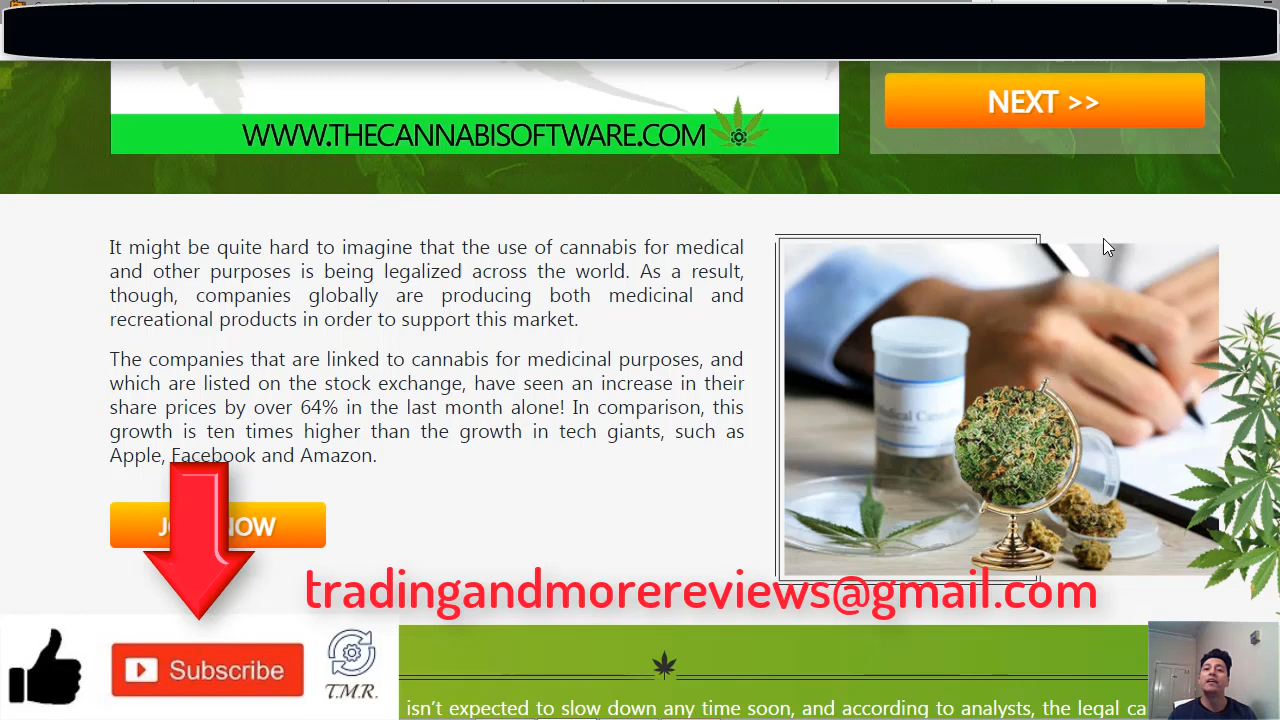 WWW.THECANNABISOFTWARE.COM
NEXT >>
It might be quite hard to imagine that the use of cannabis for medical
and other purposes is being legalized across the world. As a result,
though, companies globally are producing both medicinal and
recreational products in order to support this market.
The companies that are linked to cannabis for medicinal purposes, and
which are listed on the stock exchange, have seen an increase in their
share prices by over 64% in the last month alone! In comparison, this
growth is ten times higher than the growth in tech giants, such as
Apple, Facebook and Amazon.
NOW
tradingandmorereviews@gmail.com
Subscribe
T.M.R.
isn't expected to slow down any time soon, and according to analysts, the legal ca